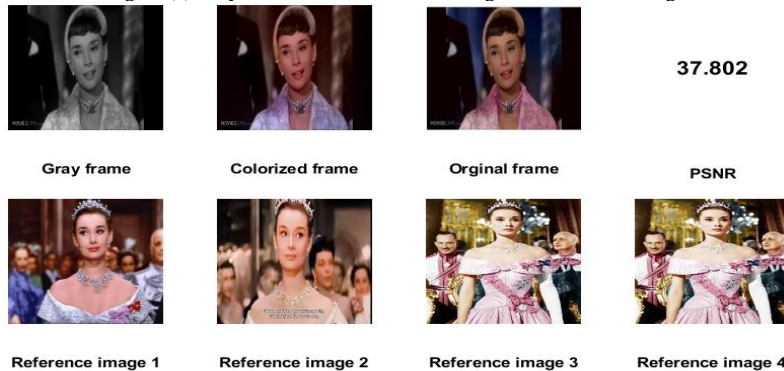 37.802
Gray frame
Colorized frame
Orginal frame
PSNR
Reference image 1
Reference image 2
Reference image 3
Reference image 4